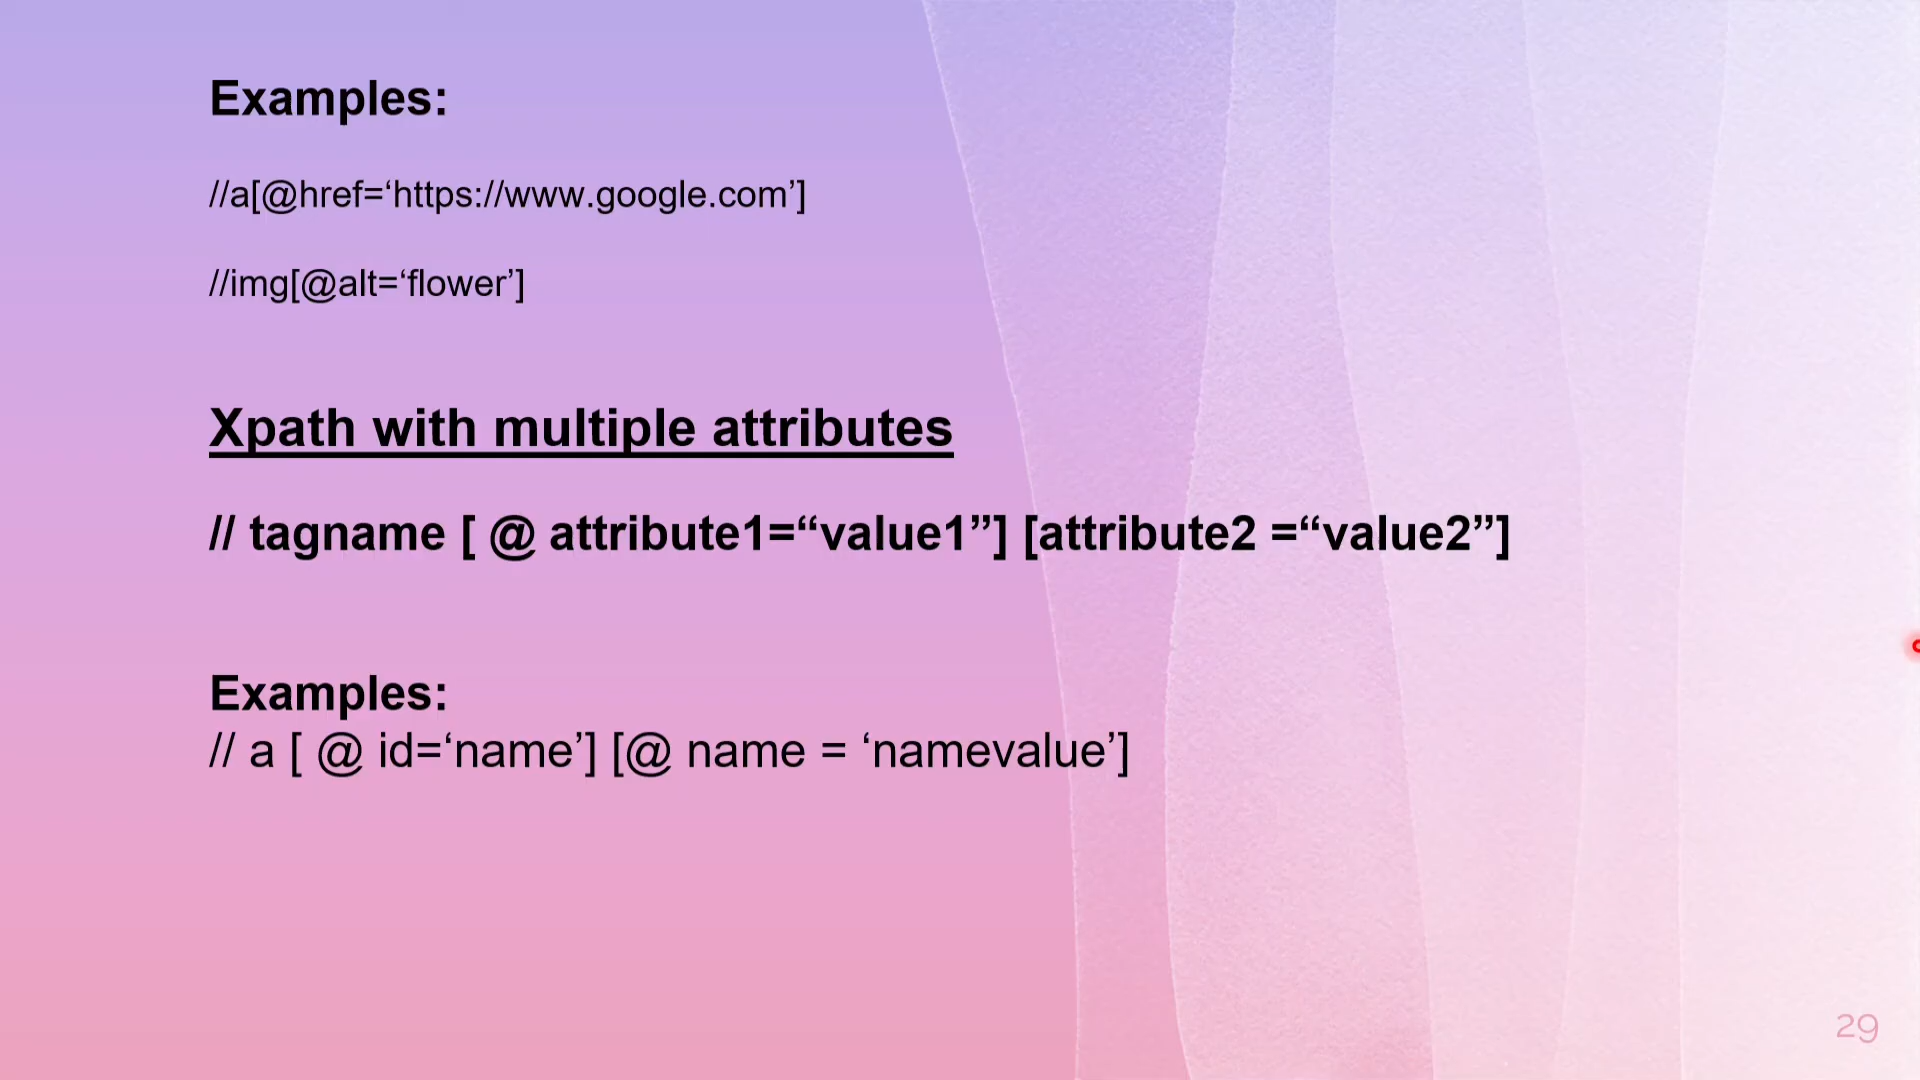 Examples:
//a[@href=‘https://www.google.com’]
//img[@alt=‘flower’]
Xpath with multiple attributes
// tagname [ @ attribute1=“value1”] [attribute2 =“value2”]
Examples:
// a [ @ id=‘name’] [@ name = ‘namevalue’]
29